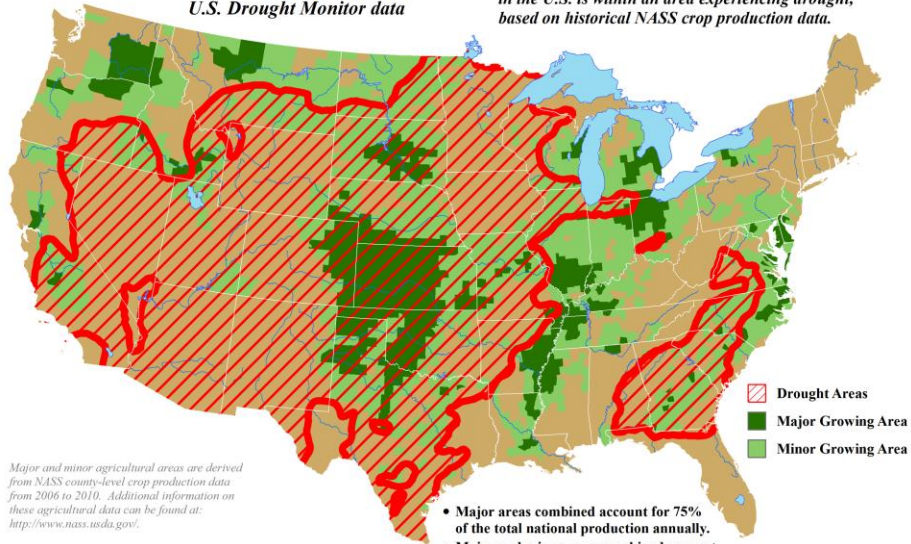 U.S. Drought Monitor data
in the U.S. is within an area experiencing drought,
based on historical NASS crop production data.
Drought Areas
Major Growing Area
Minor Growing Area
Major and minor agricultural areas are derived
from NASS county-level crop production data
from 2006 to 2010. Additional information on
these agricultural data can be found at:
http://www.nass.usda.gov/.
• Major areas combined account for 75%
of the total national production annually.